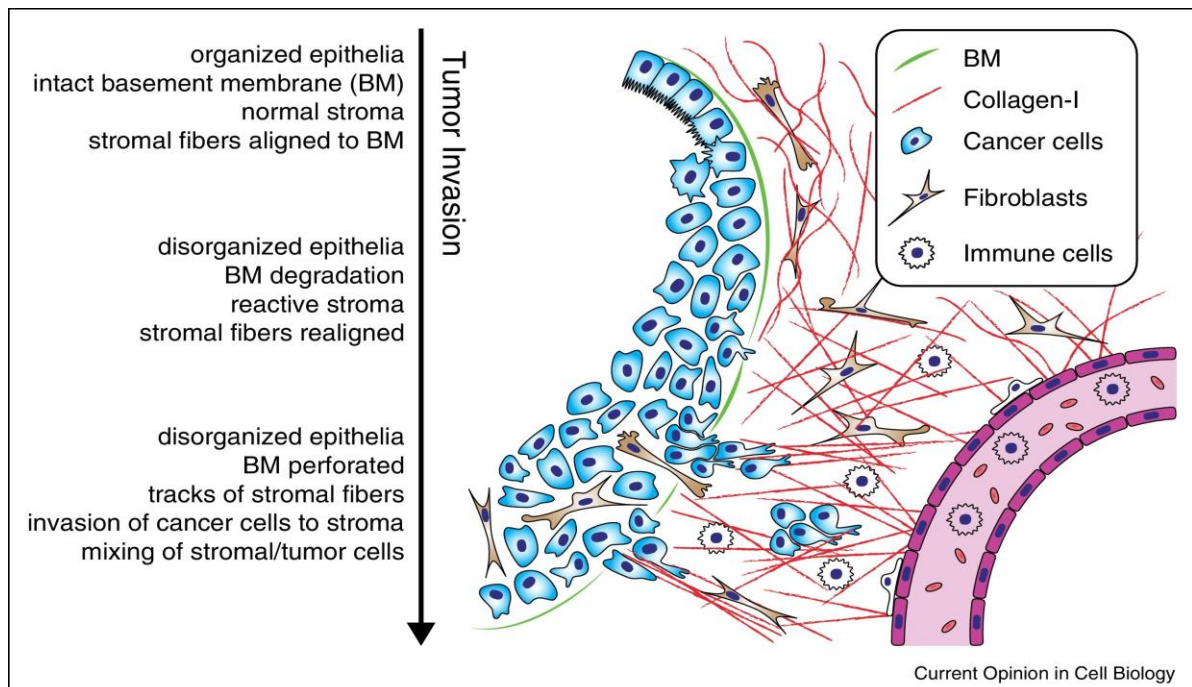 organized epithelia
intact basement membrane (BM)
normal stroma
stromal fibers aligned to BM
disorganized epithelia
BM degradation
reactive stroma
stromal fibers realigned
disorganized epithelia
BM perforated
tracks of stromal fibers
invasion of cancer cells to stroma
mixing of stromal/tumor cells
Tumor Invasion
BM
Collagen-I
Cancer cells
Fibroblasts
Immune cells
Current Opinion in Cell Biology